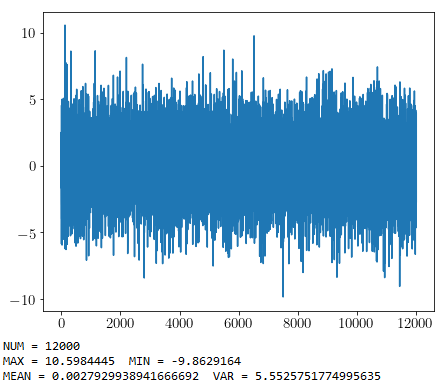 10
5
0
−5
−10
0 2000 4000 6000 8000 10000 12000
NUM = 12000
MAX = 10.5984445 MIN = -9.8629164
MEAN = 0.0027929938941666692 VAR = 5.5525751774995635